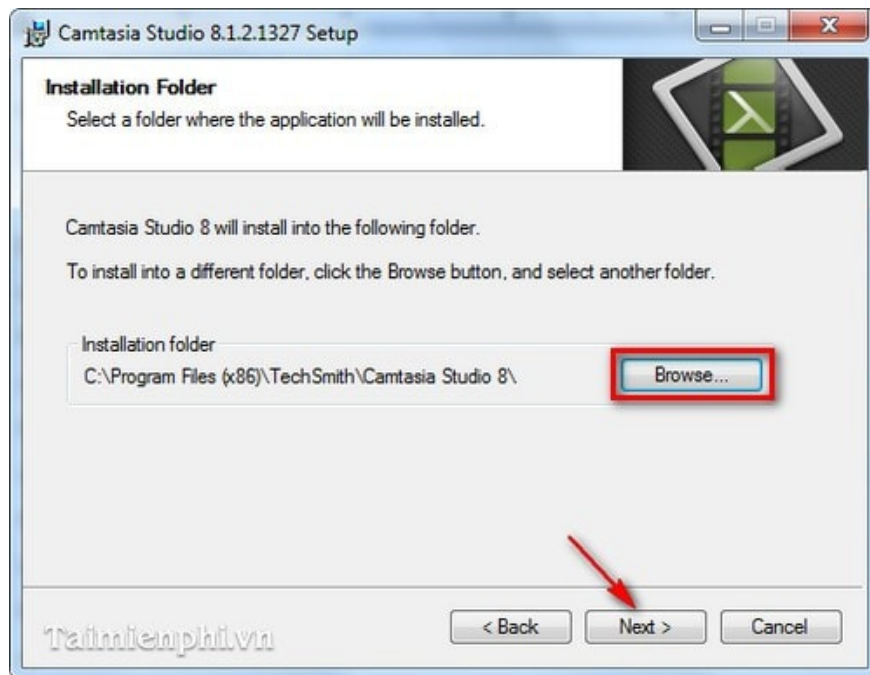 Camtasia Studio 8.1.2.1327 Setup
Installation Folder
Select a folder where the application will be installed.
Camtasia Studio 8 will install into the following folder.
To install into a different folder, click the Browse button, and select another folder.
Installation folder
C:\Program Files (x86)\TechSmith\Camtasia Studio 8\
Browse...
Taimienphi.vn
< Back
Next >
Cancel